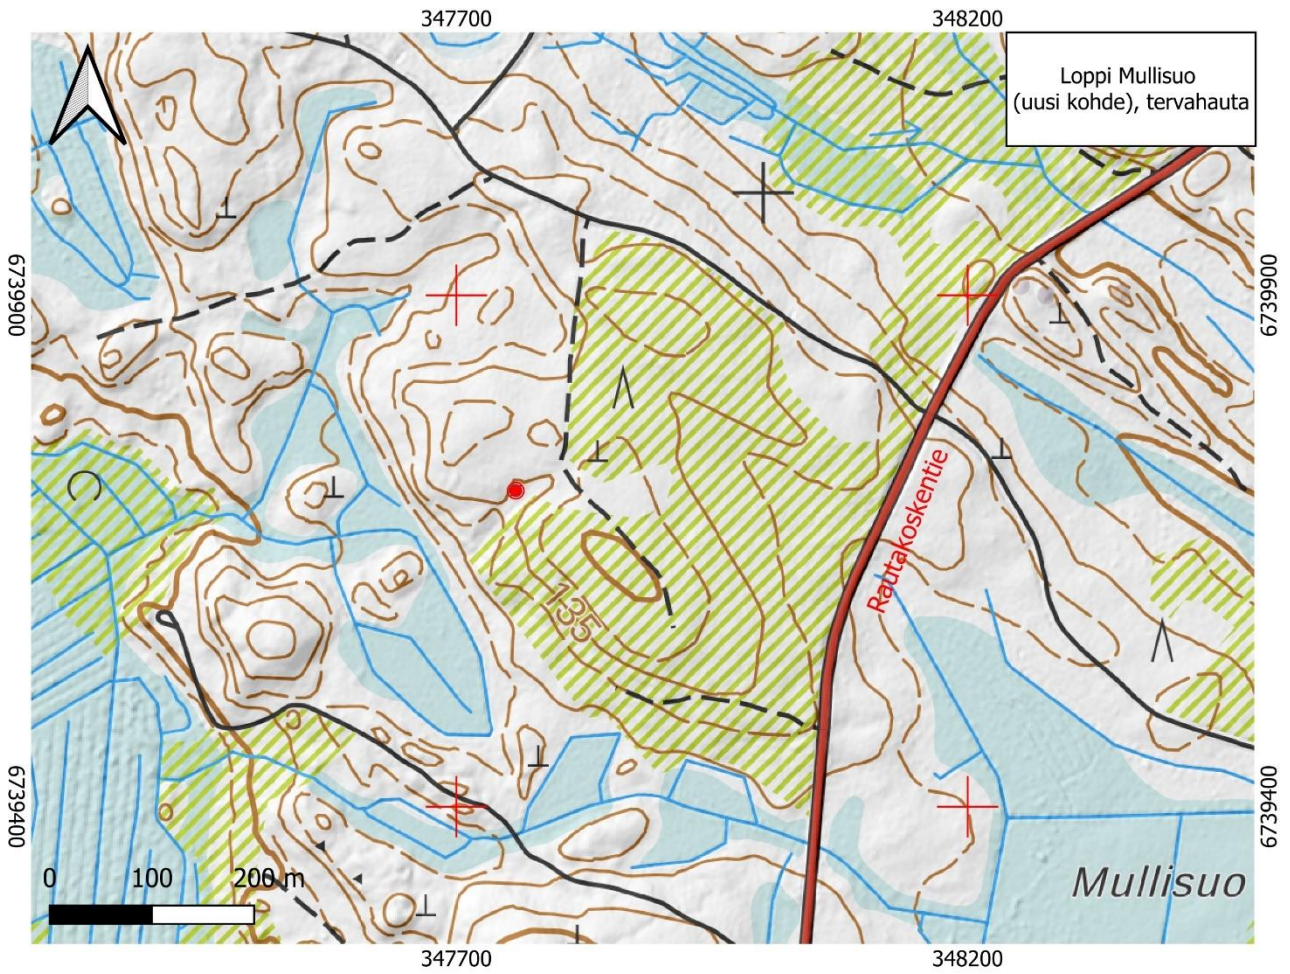 347700
348200
Loppi Mullisuo
(uusi kohde), tervahauta
6739900
6739900
Rautakoskentie
135
6739400
6739400
0 100 200 m
Mullisuo
347700
348200